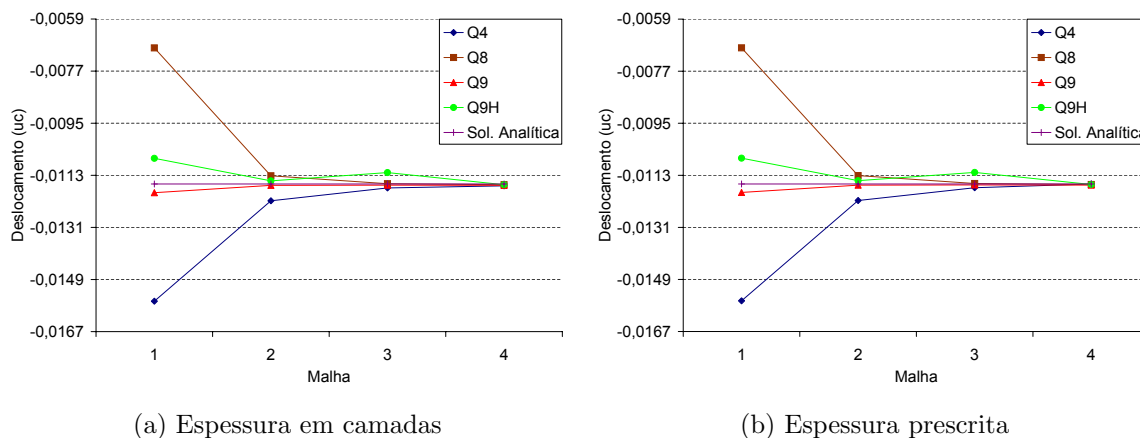 -0,0059
-0,0077
-0,0095
-0,0113
-0,0131
-0,0149
-0,0167
Deslocamento (uc)
1 2 3 4
Malha
Q4
Q8
Q9
Q9H
Sol. Analítica
(a) Espessura em camadas
-0,0059
-0,0077
-0,0095
-0,0113
-0,0131
-0,0149
-0,0167
Deslocamento (uc)
1 2 3 4
Malha
Q4
Q8
Q9
Q9H
Sol. Analítica
(b) Espessura prescrita